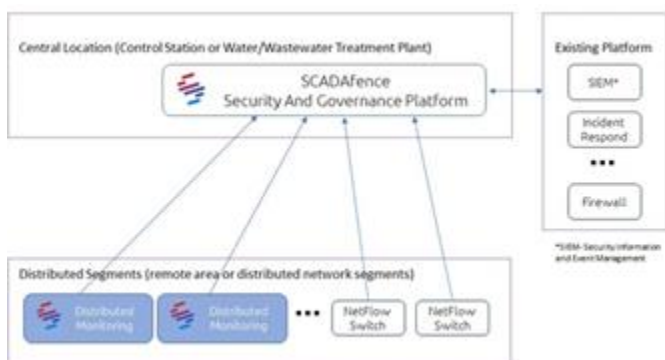 Central Location (Control Station or Water/Wastewater Treatment Plant)
SCADAfence
Security And Governance Platform
Existing Platform
SIEM*
Incident
Respond
...
Firewall
*SIEM- Security Information
and Event Management
Distributed Segments (remote area or distributed network segments)
Distributed
Monitoring
Distributed
Monitoring
...
NetFlow
Switch
NetFlow
Switch